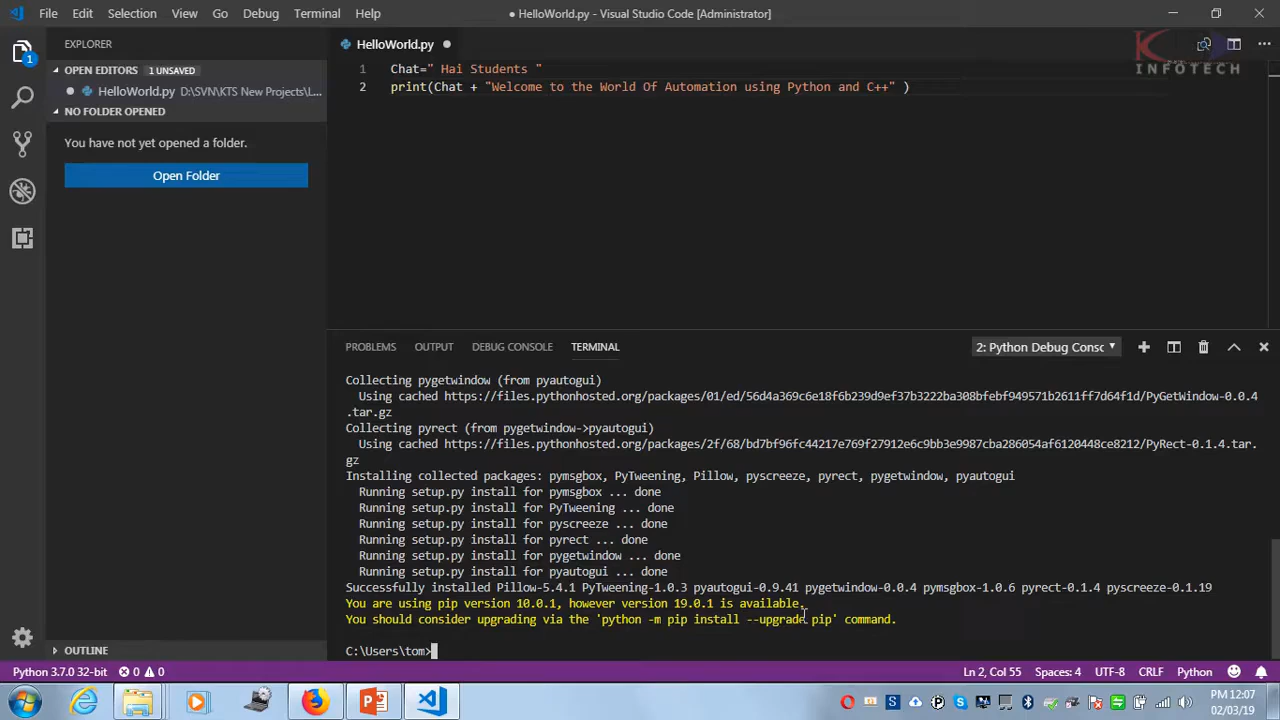 File Edit Selection View Go Debug Terminal Help
● HelloWorld.py - Visual Studio Code [Administrator]
EXPLORER
HelloWorld.py
K
INFOTECH
OPEN EDITORS 1 UNSAVED
HelloWorld.py D:\SVN\KTS New Projects\L...
NO FOLDER OPENED
You have not yet opened a folder.
Open Folder
1
1 Chat=" Hai Students "
2 print(Chat + "Welcome to the World Of Automation using Python and C++" )
PROBLEMS OUTPUT DEBUG CONSOLE TERMINAL
2: Python Debug Consc
Collecting pygetwindow (from pyautogui)
Using cached https://files.pythonhosted.org/packages/01/ed/56d4a369c6e18f6b239d9ef37b3222ba308bfebf949571b2611ff7d64f1d/PyGetWindow-0.0.4
.tar.gz
Collecting pyrect (from pygetwindow->pyautogui)
Using cached https://files.pythonhosted.org/packages/2f/68/bd7bf96fc44217e769f27912e6c9bb3e9987cba286054af6120448ce8212/PyRect-0.1.4.tar.
gz
Installing collected packages: pymsgbox, PyTweening, Pillow, pyscreeze, pyrect, pygetwindow, pyautogui
Running setup.py install for pymsgbox ... done
Running setup.py install for PyTweening ... done
Running setup.py install for pyscreeze ... done
Running setup.py install for pyrect ... done
Running setup.py install for pygetwindow ... done
Running setup.py install for pyautogui ... done
Successfully installed Pillow-5.4.1 PyTweening-1.0.3 pyautogui-0.9.41 pygetwindow-0.0.4 pymsgbox-1.0.6 pyrect-0.1.4 pyscreeze-0.1.19
You are using pip version 10.0.1, however version 19.0.1 is available.
You should consider upgrading via the 'python -m pip install --upgrade pip' command.
C:\Users\tom>
OUTLINE
Python 3.7.0 32-bit 0 0
Ln 2, Col 55 Spaces: 4 UTF-8 CRLF Python
PM 12:07
02/03/19